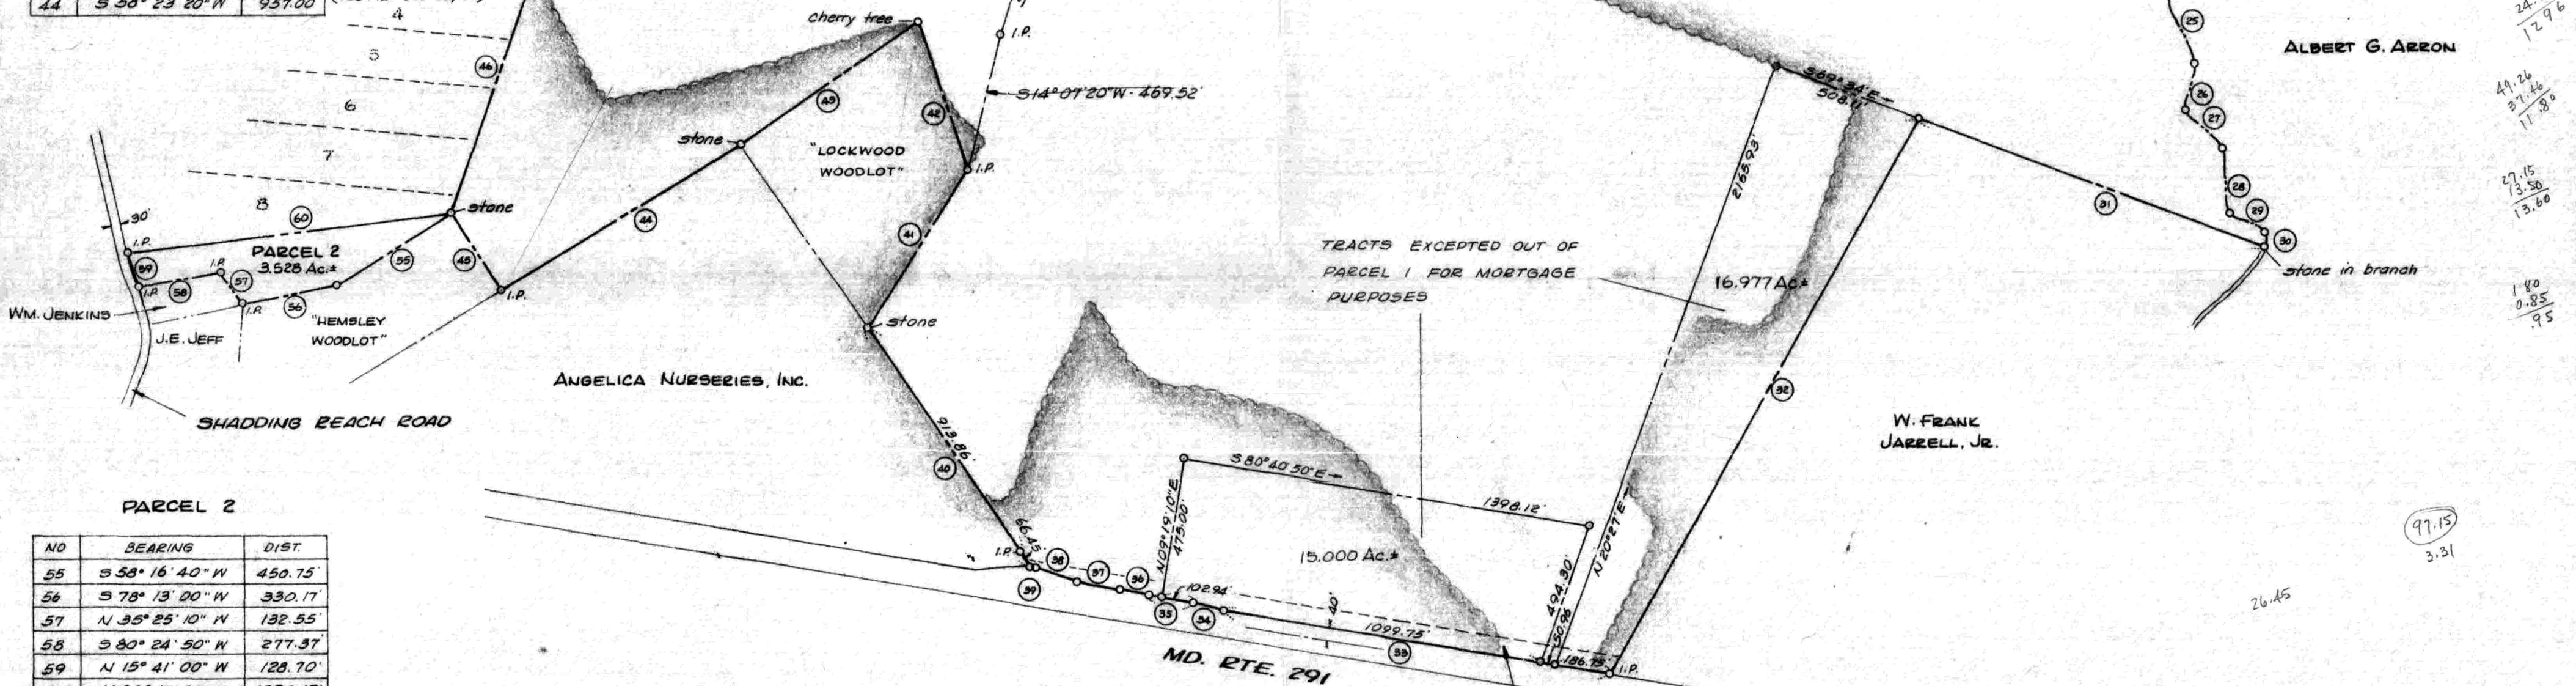 44 S 58° 23' 20" W 937.00
4
5
6
7
8
46
cherry tree
I.P.
43
42
S 14° 07' 20" W - 469.52'
stone
"LOCKWOOD
WOODLOT"
I.P.
44
41
stone
30'
60
stone
I.P.
PARCEL 2
3.528 Ac.±
59
I.P.
I.P.
58
57
55
45
56
I.P.
I.P.
WM. JENKINS
J.E. JEFF
"HEMSLEY
WOODLOT"
SHADDING REACH ROAD
ANGELICA NURSERIES, INC.
913.86'
40
66.45'
I.P.
39
38
37
36
35
34
102.94'
N 09° 19' 10" E
475.00'
S 80° 40' 50" E
1398.12'
15.000 Ac.±
40'
1099.75'
33
494.30'
50.96
186.75'
I.P.
N 20° 27' E
MD. RTE. 291
TRACTS EXCEPTED OUT OF
PARCEL 1 FOR MORTGAGE
PURPOSES
2165.93'
16.977 Ac.±
S 69° 34' E
508.11'
32
31
W. FRANK
JARRELL, JR.
25
26
27
28
29
30
stone in branch
ALBERT G. ARRON
1296
49.26
37.46
11.80
27.15
13.50
13.60
1.80
0.85
.95
97.15
3.31
26.45
PARCEL 2
NO BEARING DIST.
55 S 58° 16' 40" W 450.75'
56 S 78° 13' 00" W 330.17'
57 N 35° 25' 10" W 132.55'
58 S 80° 24' 50" W 277.37'
59 N 15° 41' 00" W 128.70'